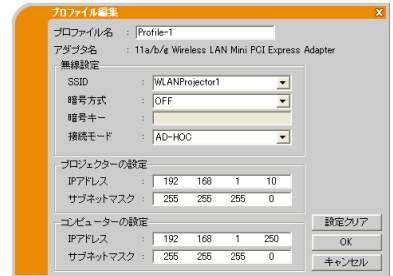 プロファイル編集 X
プロファイル名 : Profile-1
アダプタ名 : 11a/b/g Wireless LAN Mini PCI Express Adapter
無線設定
SSID : WLANProjector1
暗号方式 : OFF
暗号キー :
接続モード : AD-HOC
プロジェクターの設定
IPアドレス : 192 168 1 10
サブネットマスク : 255 255 255 0
コンピューターの設定
IPアドレス : 192 168 1 250
サブネットマスク : 255 255 255 0
設定クリア
OK
キャンセル